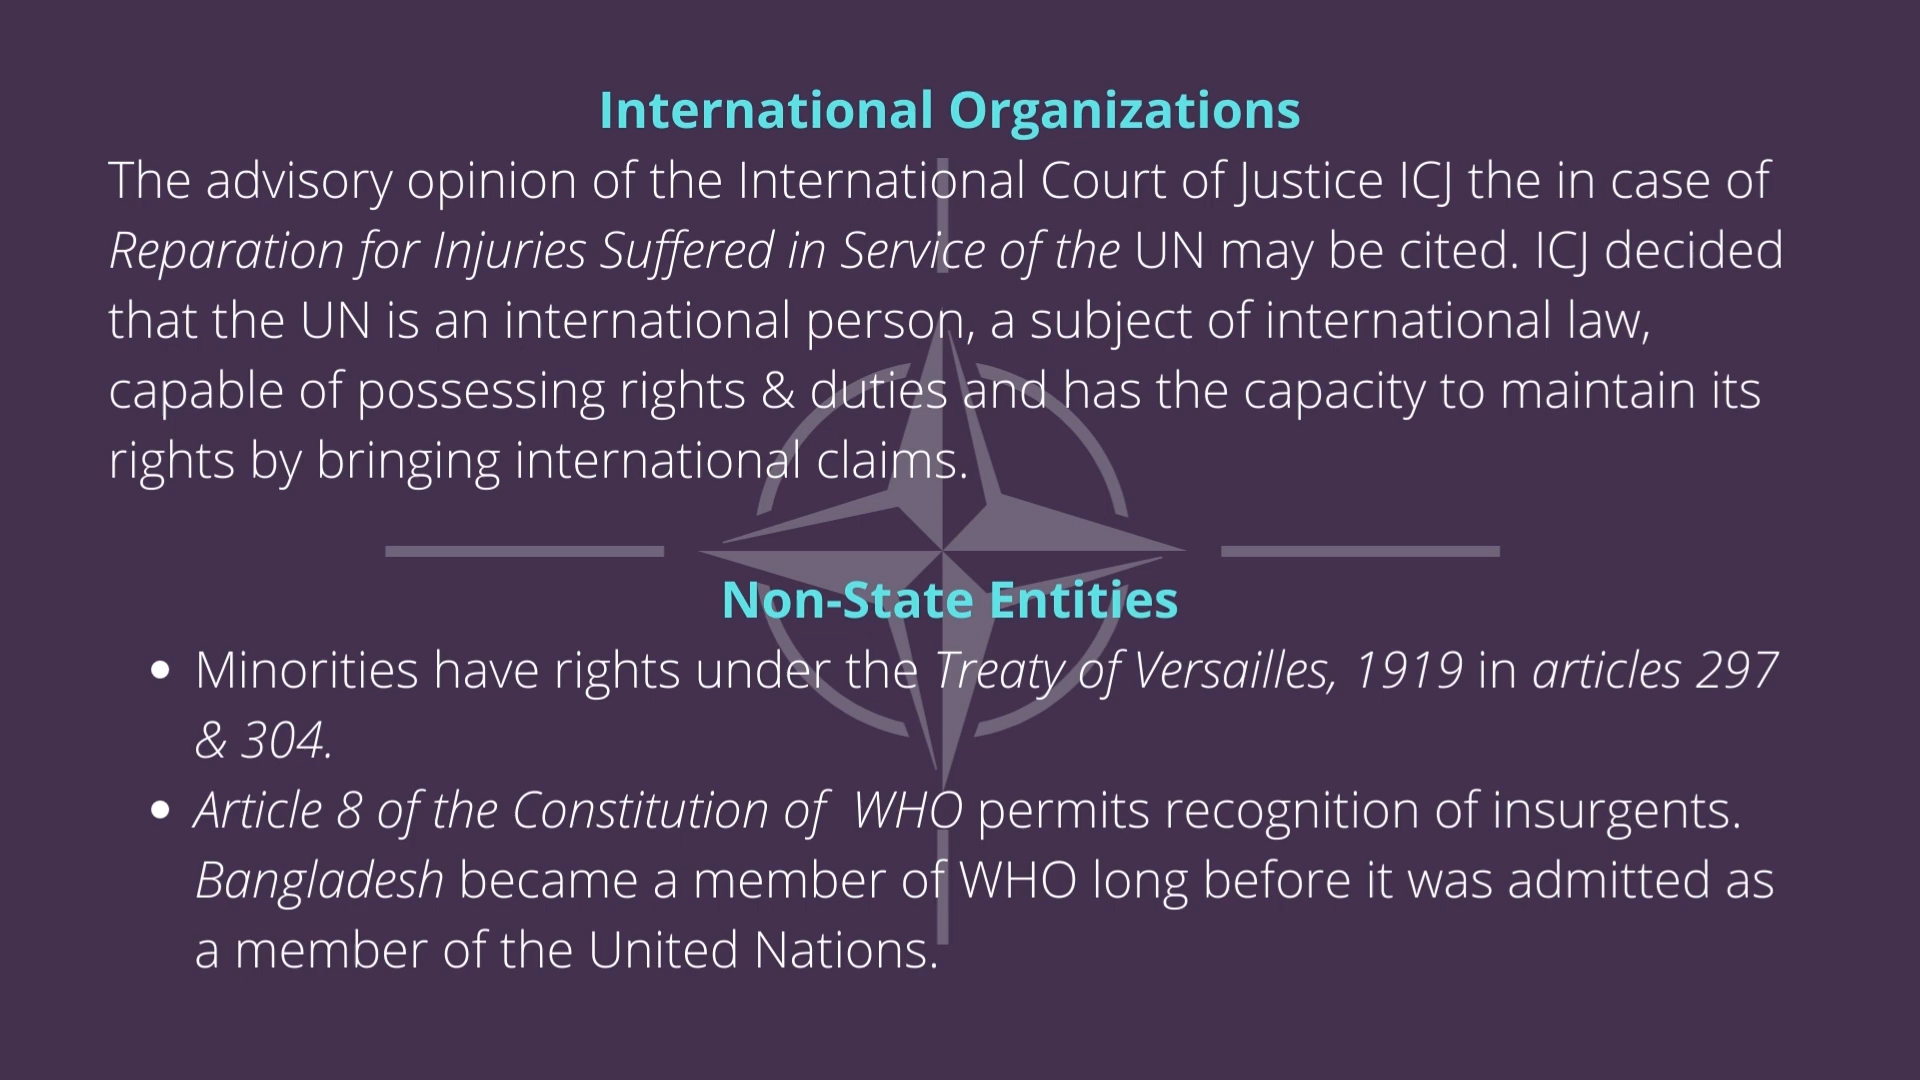 International Organizations
The advisory opinion of the International Court of Justice ICJ the in case of
Reparation for Injuries Suffered in Service of the UN may be cited. ICJ decided
that the UN is an international person, a subject of international law,
capable of possessing rights & duties and has the capacity to maintain its
rights by bringing international claims.
Non-State Entities
• Minorities have rights under the Treaty of Versailles, 1919 in articles 297
& 304.
• Article 8 of the Constitution of WHO permits recognition of insurgents.
Bangladesh became a member of WHO long before it was admitted as
a member of the United Nations.